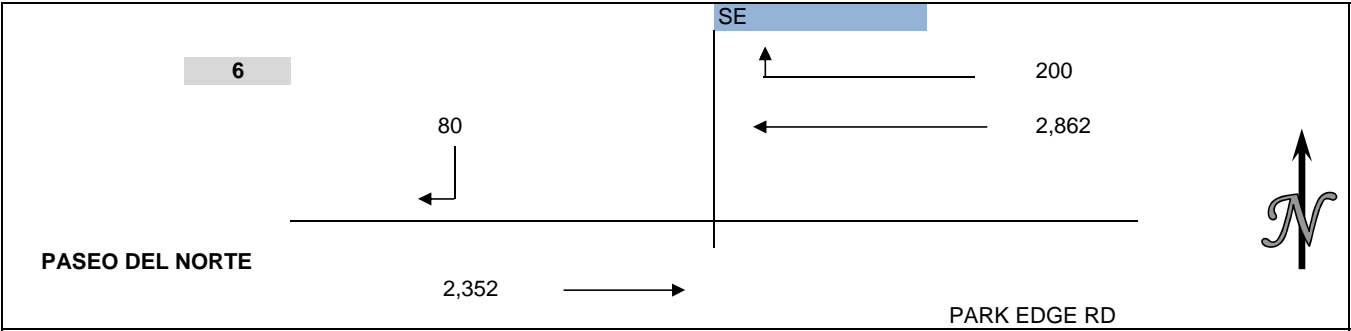 SE
6
200
80
2,862
N
PASEO DEL NORTE
2,352
PARK EDGE RD